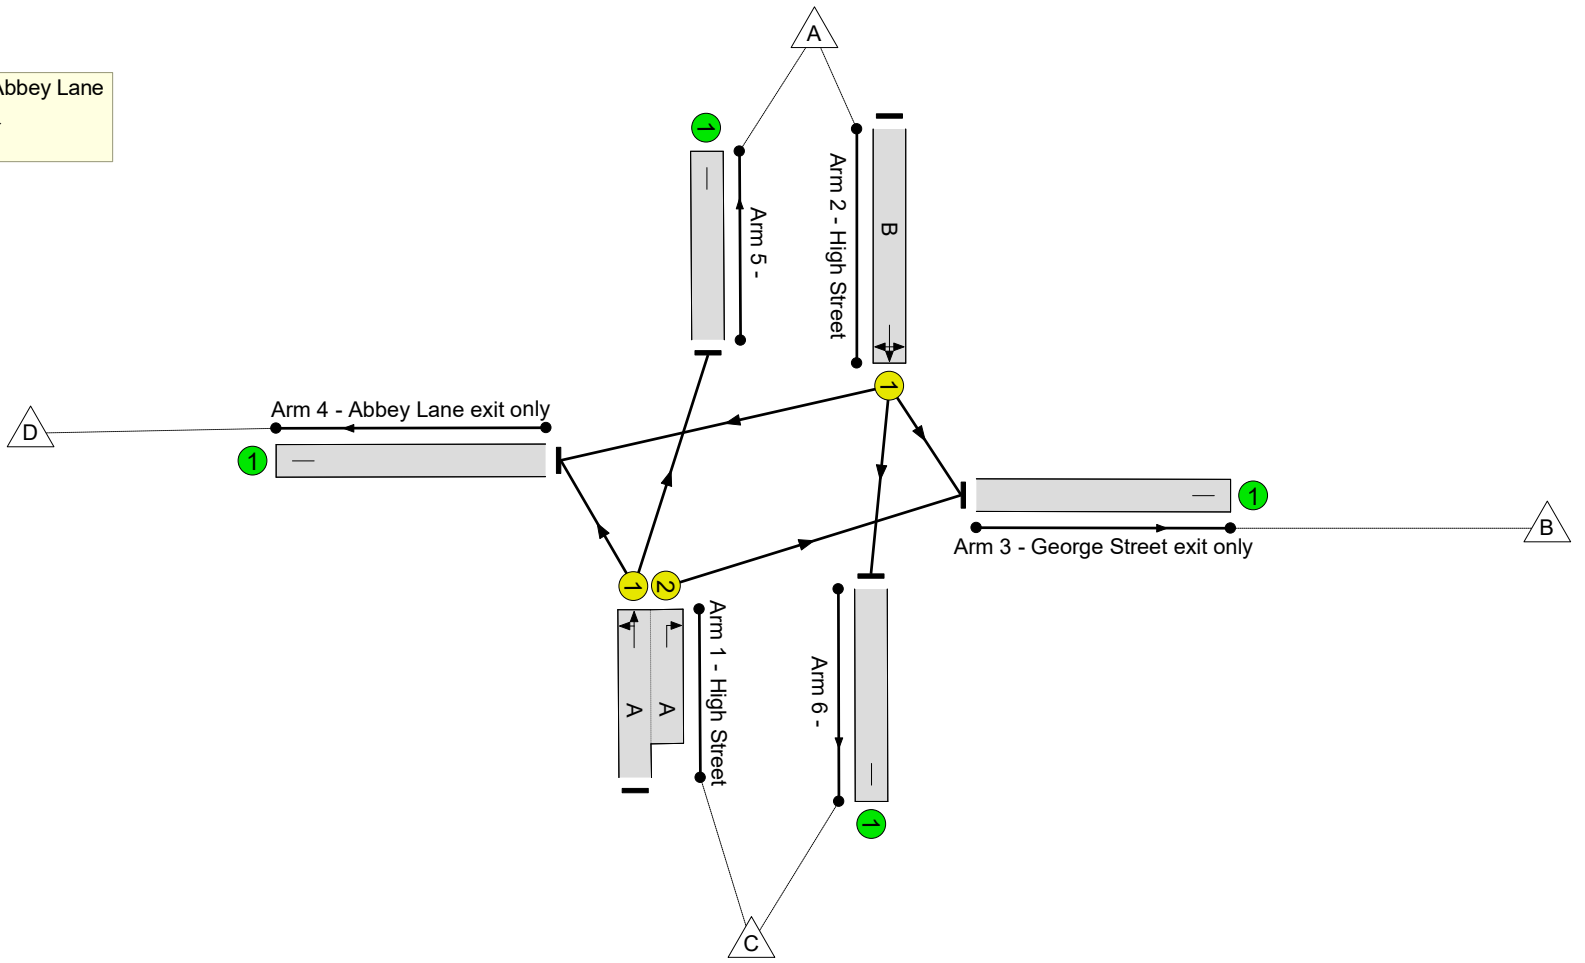 A
Abbey Lane
1
Arm 5 -
Arm 2 - High Street
B
1
Arm 4 - Abbey Lane exit only
D
1
1
Arm 3 - George Street exit only
B
1
2
Arm 1 - High Street
A
A
Arm 6 -
1
C